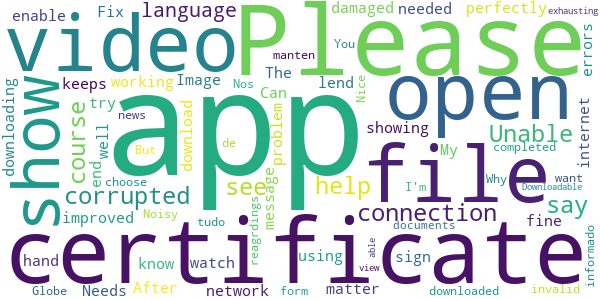 enable Fix language damaged needed perfectly exhausting
video Please
keeps working Image Nos lend manten You errors
The
downloading show course try well app download Can problem Nice showing open internet
news
But de My Unable completed
end choose corrupted see message help I'm file Why want Downloadable
improved Noisy tudo reagrdings connection documents say
certificate
hand know watch using sign able fine informado
Globe Needs After network form matter downloaded view invalid